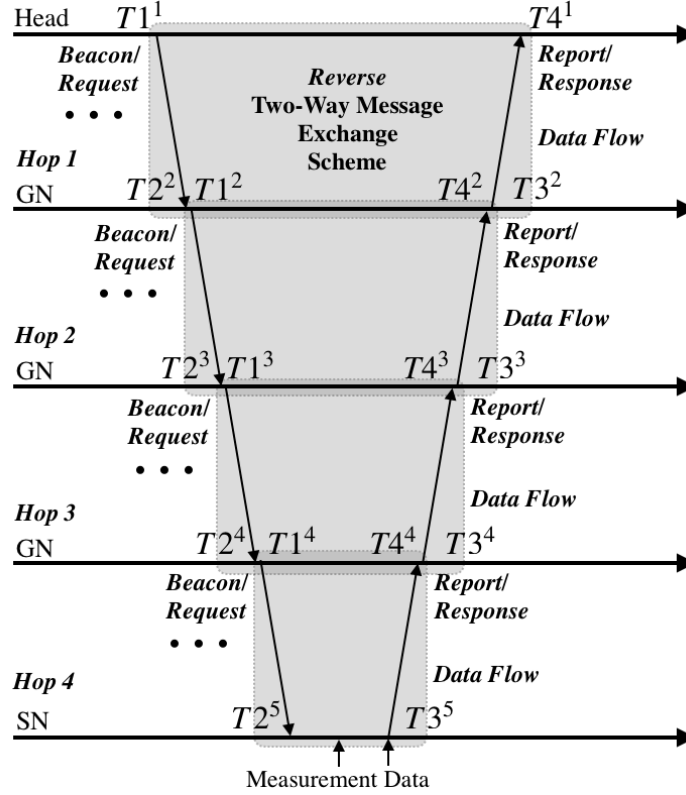 Head T1^1 T4^1
Beacon/ Report/
Request Response
• • •
Reverse
Two-Way Message
Exchange
Scheme
Data Flow
Hop 1
GN T2^2 T1^2 T4^2 T3^2
Beacon/ Report/
Request Response
• • •
Data Flow
Hop 2
GN T2^3 T1^3 T4^3 T3^3
Beacon/ Report/
Request Response
• • •
Data Flow
Hop 3
GN T2^4 T1^4 T4^4 T3^4
Beacon/ Report/
Request Response
• • •
Data Flow
Hop 4
SN T2^5 T3^5
Measurement Data